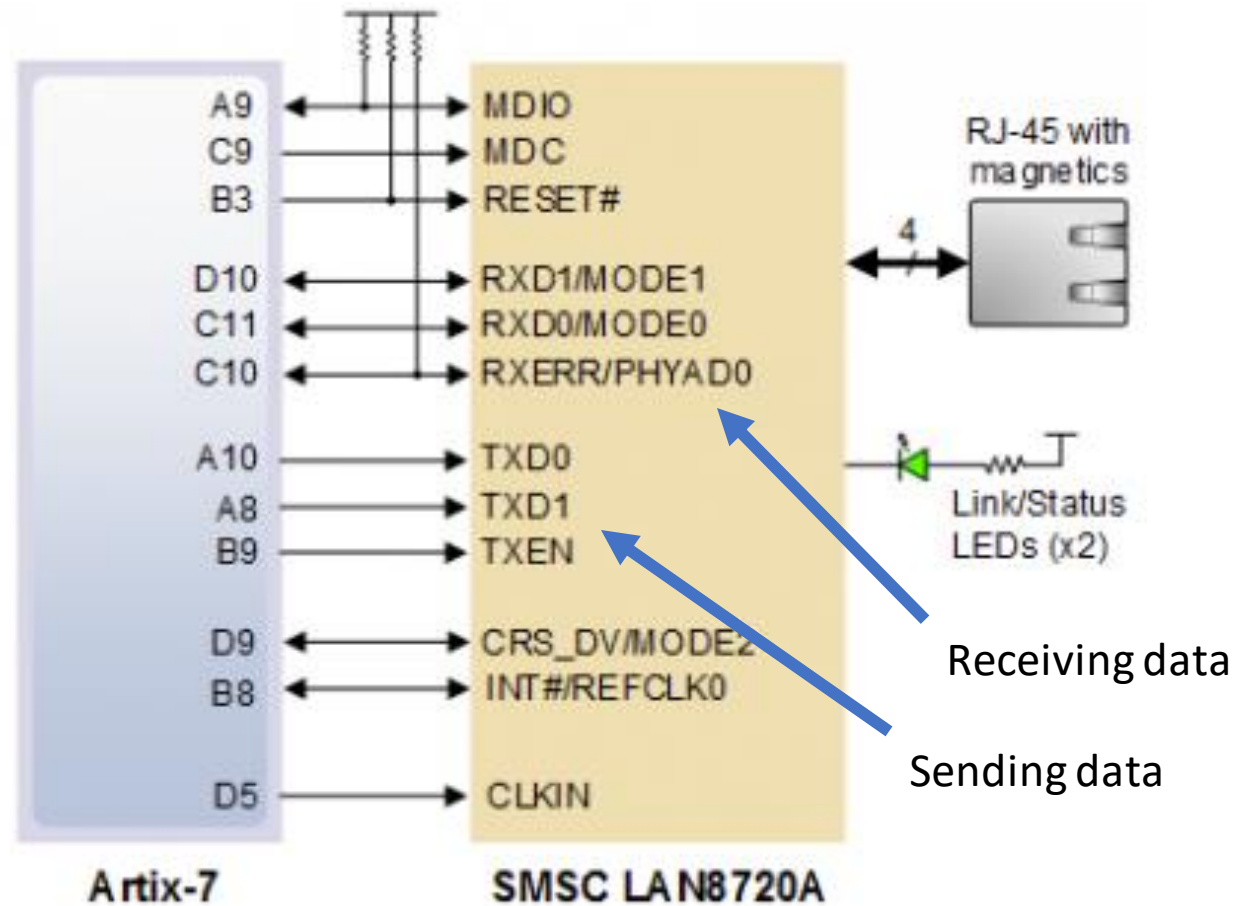 A9
C9
B3
D10
C11
C10
A10
A8
B9
D9
B8
D5
Artix-7
MDIO
MDC
RESET#
RXD1/MODE1
RXD0/MODE0
RXERR/PHYAD0
TXD0
TXD1
TXEN
CRS_DV/MODE2
INT#/REFCLK0
CLKIN
SMSC LAN8720A
RJ-45 with
magnetics
4
Link/Status
LEDs (x2)
Receiving data
Sending data